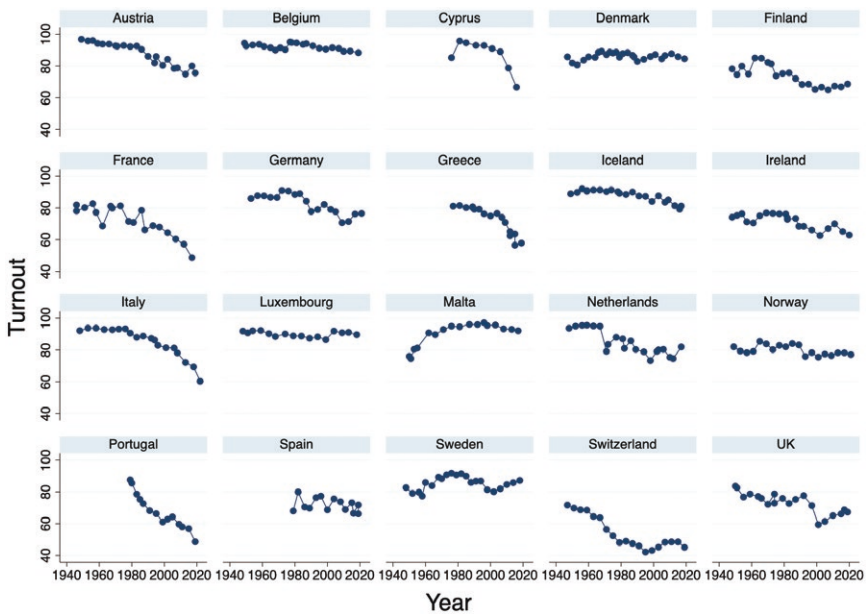 Austria Belgium Cyprus Denmark Finland
100
80
60
40
France Germany Greece Iceland Ireland
100
80
60
40
Turnout
Italy Luxembourg Malta Netherlands Norway
100
80
60
40
Portugal Spain Sweden Switzerland UK
100
80
60
40
1940 1960 1980 2000 2020 1940 1960 1980 2000 2020 1940 1960 1980 2000 2020 1940 1960 1980 2000 2020 1940 1960 1980 2000 2020
Year